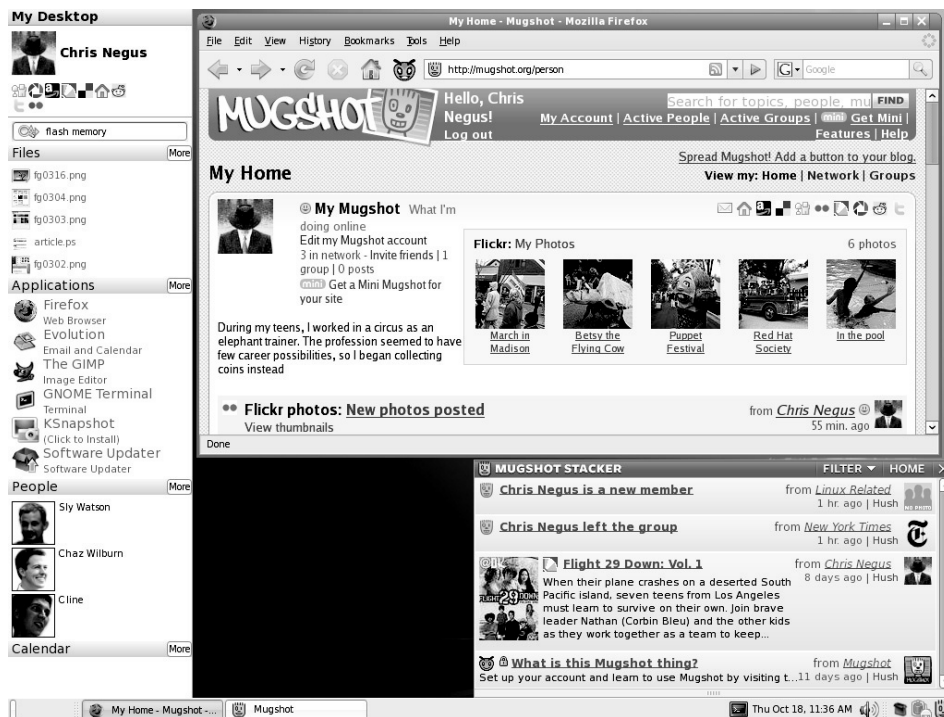 My Desktop
Chris Negus
flash memory
Files More
fg0316.png
fg0304.png
fg0303.png
article.ps
fg0302.png
Applications More
Firefox
Web Browser
Evolution
Email and Calendar
The GIMP
Image Editor
GNOME Terminal
Terminal
KSnapshot
(Click to Install)
Software Updater
Software Updater
People More
Sly Watson
Chaz Wilburn
Cline
Calendar More
My Home - Mugshot - Mozilla Firefox
File Edit View History Bookmarks Tools Help
http://mugshot.org/person G Google
MUGSHOT
Hello, Chris
Negus!
Log out
Search for topics, people, mu FIND
My Account | Active People | Active Groups | mini Get Mini |
Features | Help
Spread Mugshot! Add a button to your blog.
My Home
View my: Home | Network | Groups
My Mugshot What I'm
doing online
Edit my Mugshot account
3 in network - Invite friends | 1
group | 0 posts
mini Get a Mini Mugshot for
your site
During my teens, I worked in a circus as an
elephant trainer. The profession seemed to have
few career possibilities, so I began collecting
coins instead
Flickr: My Photos 6 photos
March in
Madison
Betsy the
Flying Cow
Puppet
Festival
Red Hat
Society
In the pool
Flickr photos: New photos posted
View thumbnails
from Chris Negus
55 min. ago
Done
MUGSHOT STACKER FILTER HOME X
Chris Negus is a new member
from Linux Related
1 hr. ago | Hush
NO PHOTO
Chris Negus left the group
from New York Times
1 hr. ago | Hush
T
FLIGHT 29 DOWN
Flight 29 Down: Vol. 1
from Chris Negus
8 days ago | Hush
When their plane crashes on a deserted South
Pacific island, seven teens from Los Angeles
must learn to survive on their own. Join brave
leader Nathan (Corbin Bleu) and the other kids
as they work together as a team to keep...
What is this Mugshot thing?
from Mugshot
Set up your account and learn to use Mugshot by visiting t...11 days ago | Hush
MUGSHOT
My Home - Mugshot -... Mugshot Thu Oct 18, 11:36 AM